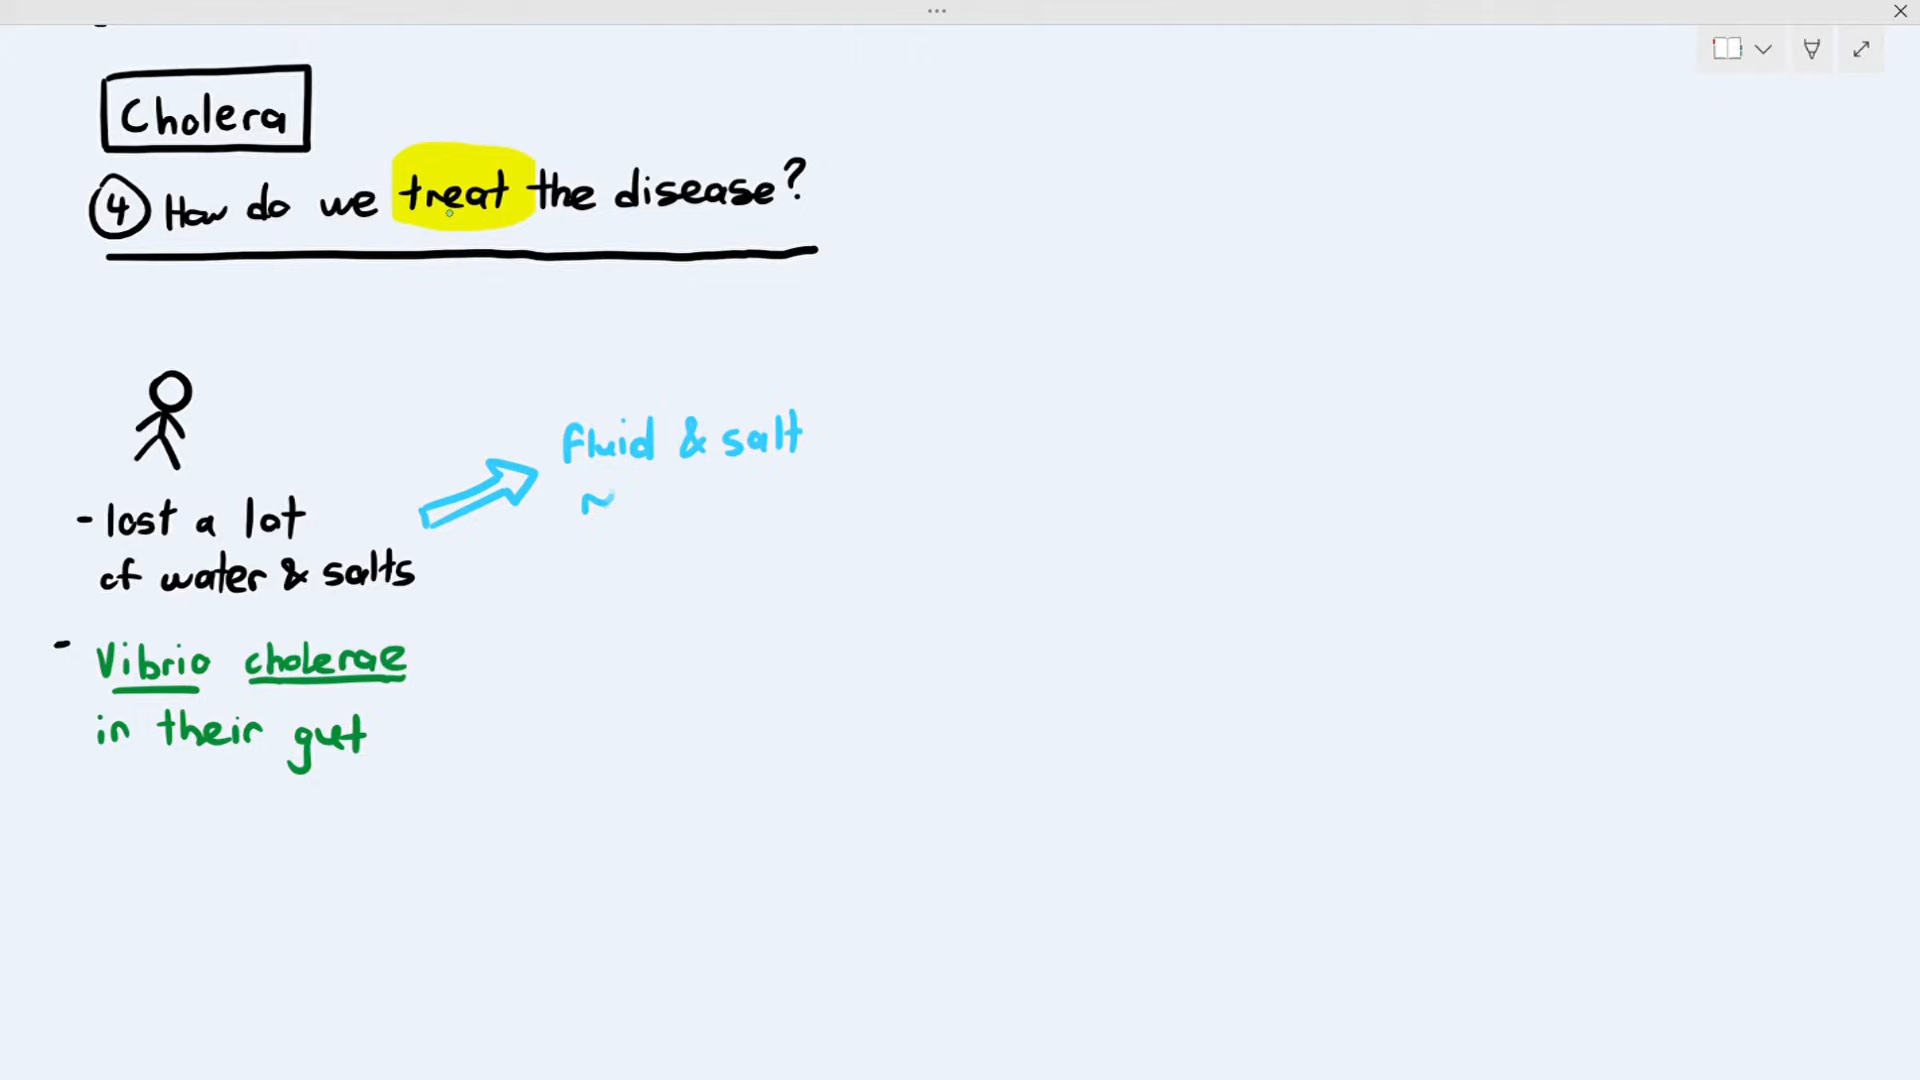 Cholera
④ How do we treat the disease?
fluid & salt
- lost a lot
of water & salts
- Vibrio cholerae
in their gut